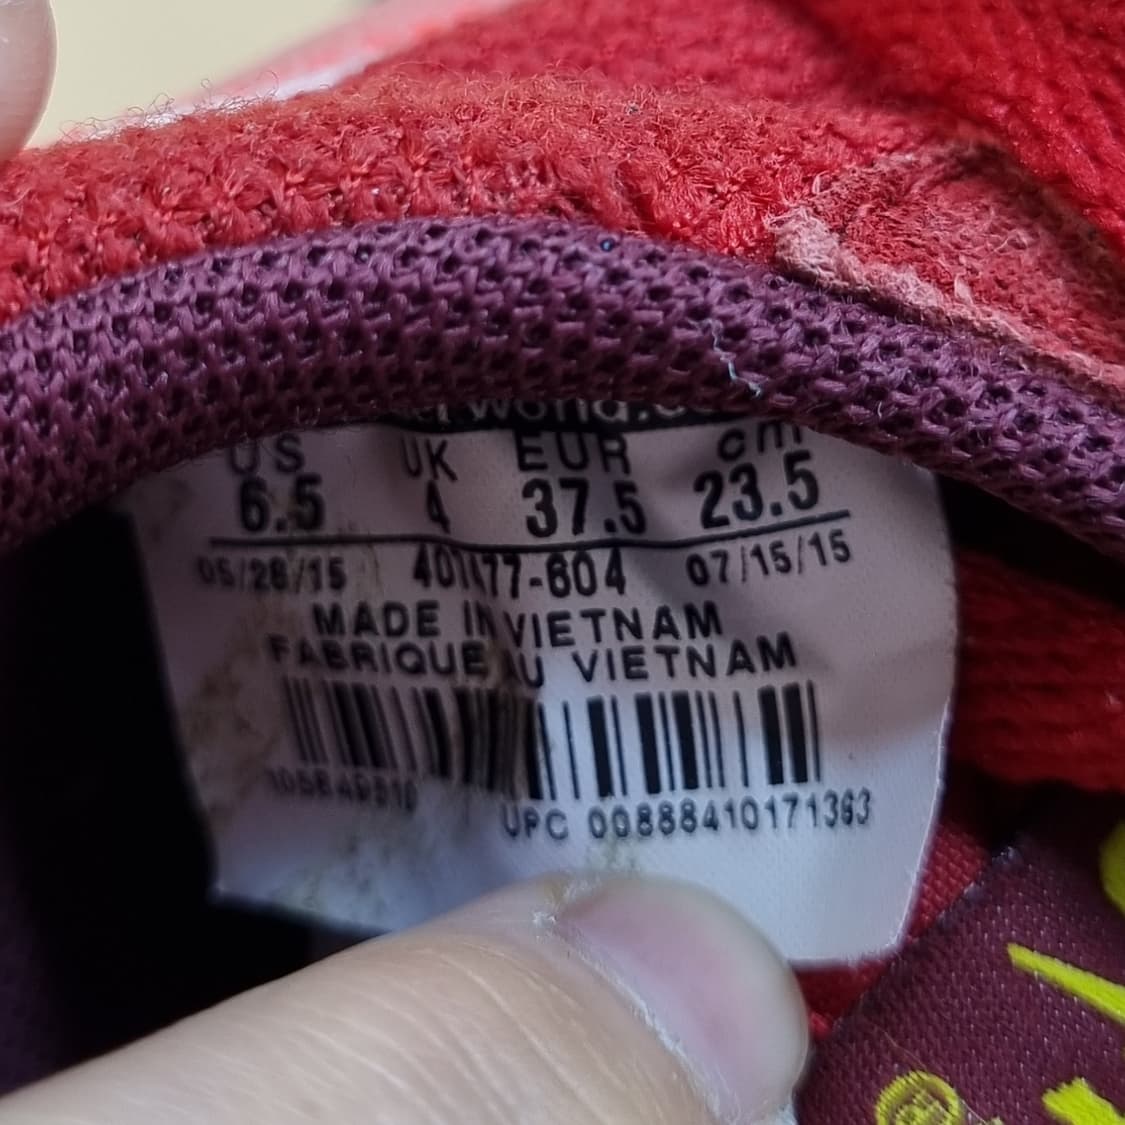 US UK EUR cm
6.5 4 37.5 23.5
05/28/15 07/15/15
MADE IN VIETNAM
FABRIQUE AU VIETNAM
UPC 00888410171363